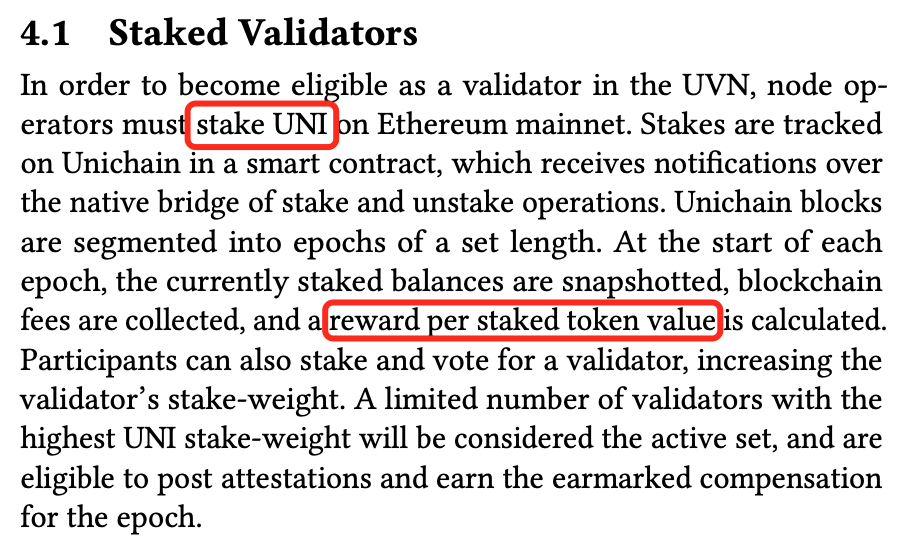 4.1 Staked Validators
In order to become eligible as a validator in the UVN, node op-
erators must stake UNI on Ethereum mainnet. Stakes are tracked
on Unichain in a smart contract, which receives notifications over
the native bridge of stake and unstake operations. Unichain blocks
are segmented into epochs of a set length. At the start of each
epoch, the currently staked balances are snapshotted, blockchain
fees are collected, and a reward per staked token value is calculated.
Participants can also stake and vote for a validator, increasing the
validator's stake-weight. A limited number of validators with the
highest UNI stake-weight will be considered the active set, and are
eligible to post attestations and earn the earmarked compensation
for the epoch.